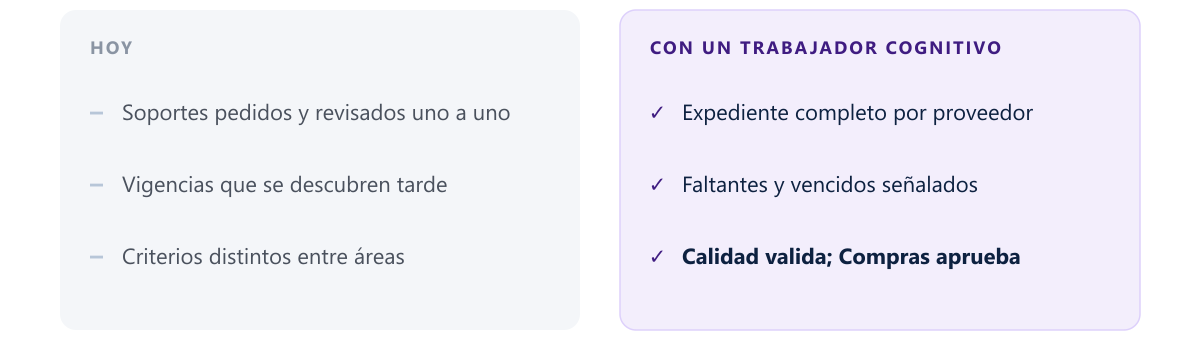 HOY
– Soportes pedidos y revisados uno a uno
– Vigencias que se descubren tarde
– Criterios distintos entre áreas
CON UN TRABAJADOR COGNITIVO
✓ Expediente completo por proveedor
✓ Faltantes y vencidos señalados
✓ Calidad valida; Compras aprueba